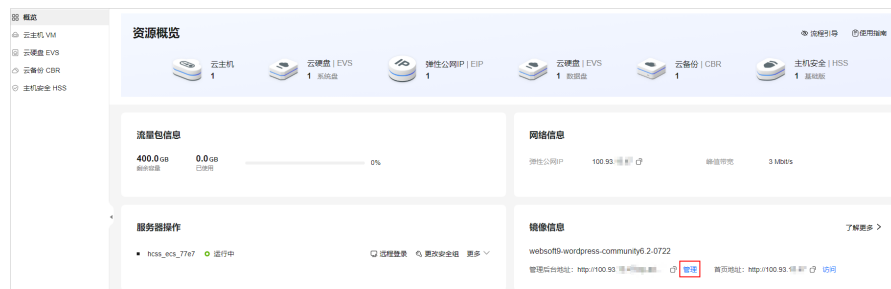 概览
云主机 VM
云硬盘 EVS
云备份 CBR
主机安全 HSS
资源概览
流程引导 使用指南
云主机 1
云硬盘 | EVS 1 系统盘
弹性公网IP | EIP 1
云硬盘 | EVS 1 数据盘
云备份 | CBR 1
主机安全 | HSS 1 基础版
流量包信息
400.0 GB 0.0 GB 0%
剩余容量 已使用
网络信息
弹性公网IP 100.93. 峰值带宽 3 Mbit/s
服务器操作
hcss_ecs_77e7 运行中 远程登录 更改安全组 更多
镜像信息 了解更多
websoft9-wordpress-community6.2-0722
管理后台地址: http://100.93 管理 首页地址: http://100.93. 访问